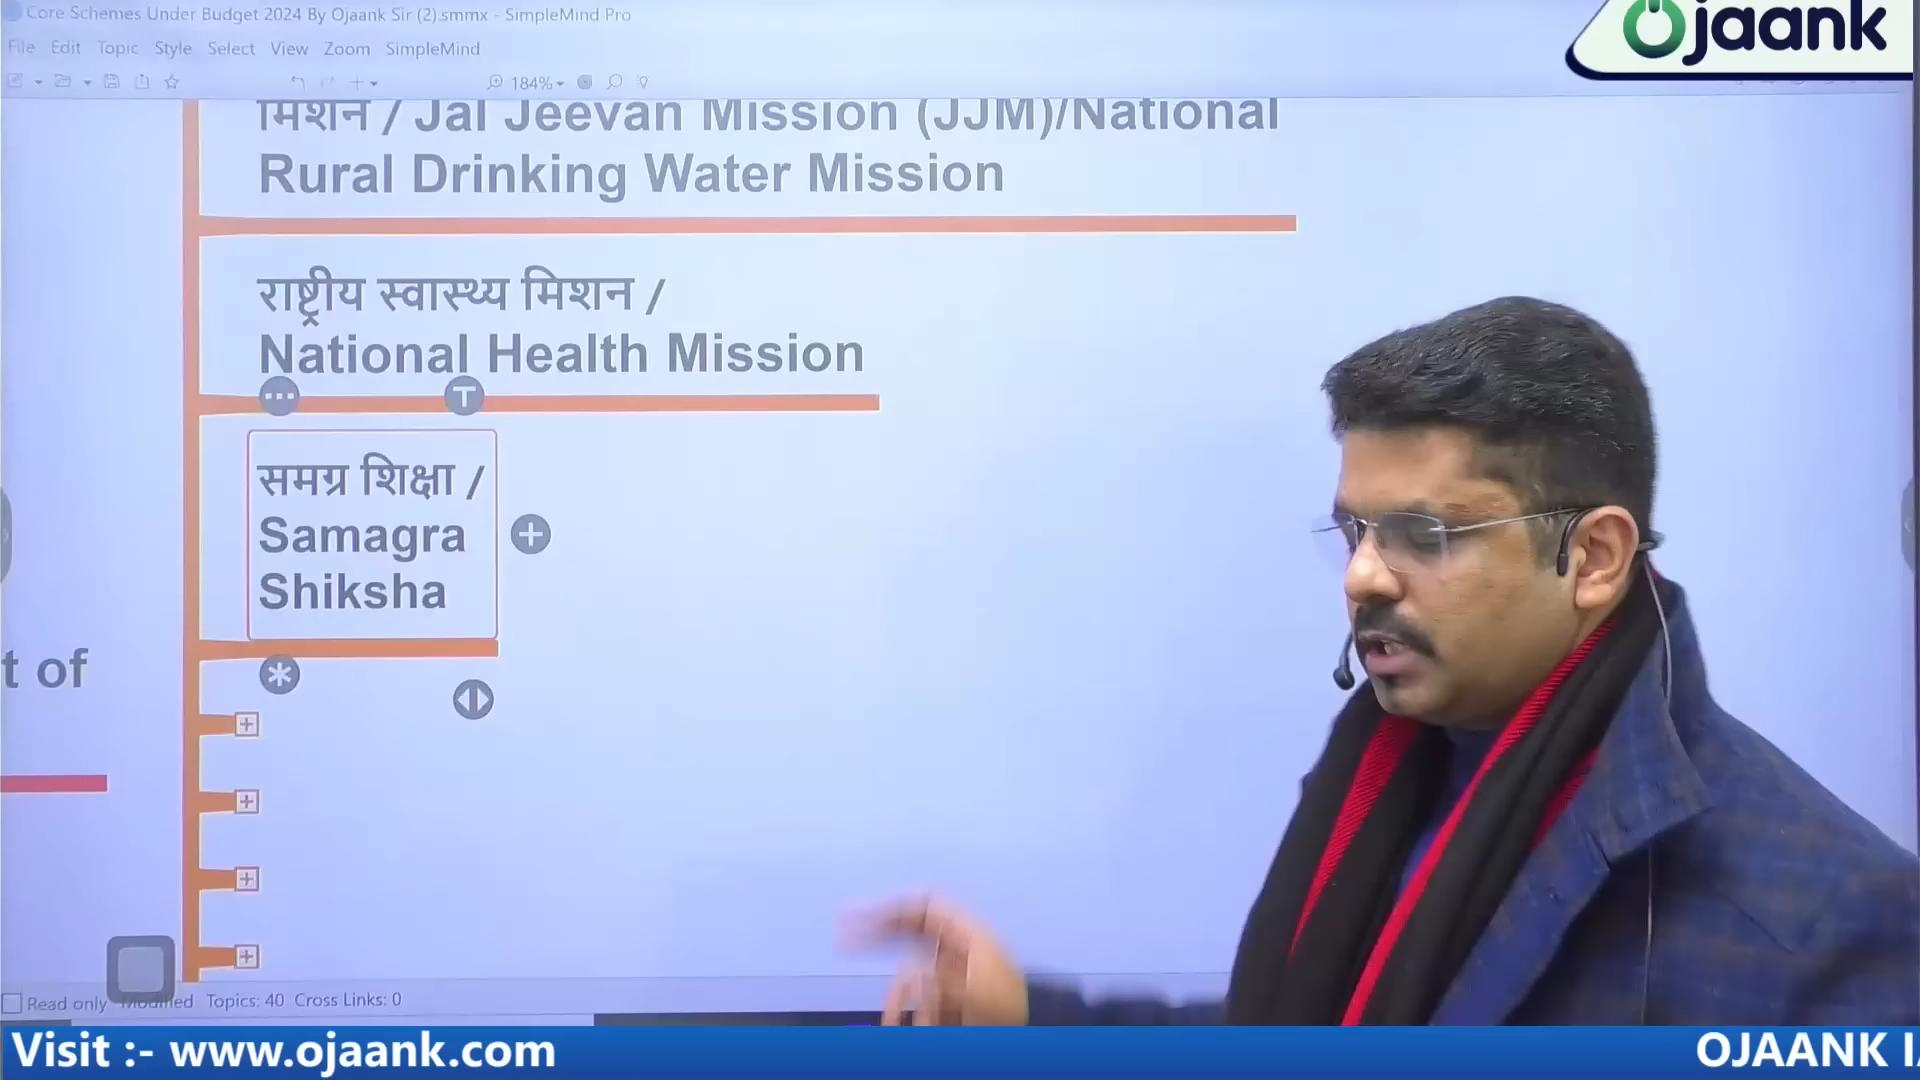 Core Schemes Under Budget 2024 By Ojaank Sir (2).smmx - SimpleMind Pro
Ojaank
File Edit Topic Style Select View Zoom SimpleMind
184%
मिशन / Jal Jeevan Mission (JJM)/National
Rural Drinking Water Mission
राष्ट्रीय स्वास्थ्य मिशन /
National Health Mission
T
समग्र शिक्षा /
Samagra
Shiksha
t of
Read only Modified Topics: 40 Cross Links: 0
Visit :- www.ojaank.com
OJAANK IA